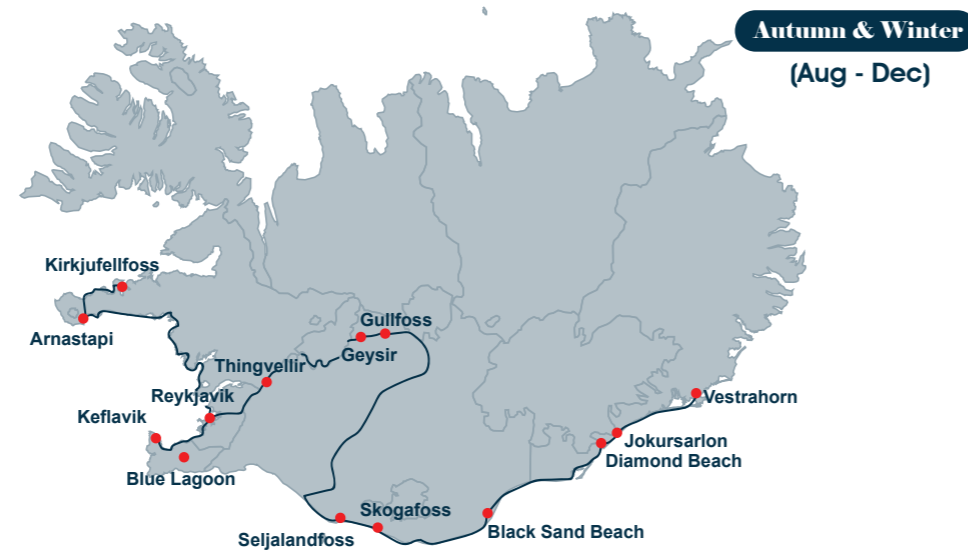 Autumn & Winter
(Aug - Dec)
Kirkjufellfoss
Arnastapi
Gullfoss
Geysir
Thingvellir
Reykjavik
Keflavik
Blue Lagoon
Vestrahorn
Jokursarlon
Diamond Beach
Skogafoss
Black Sand Beach
Seljalandfoss